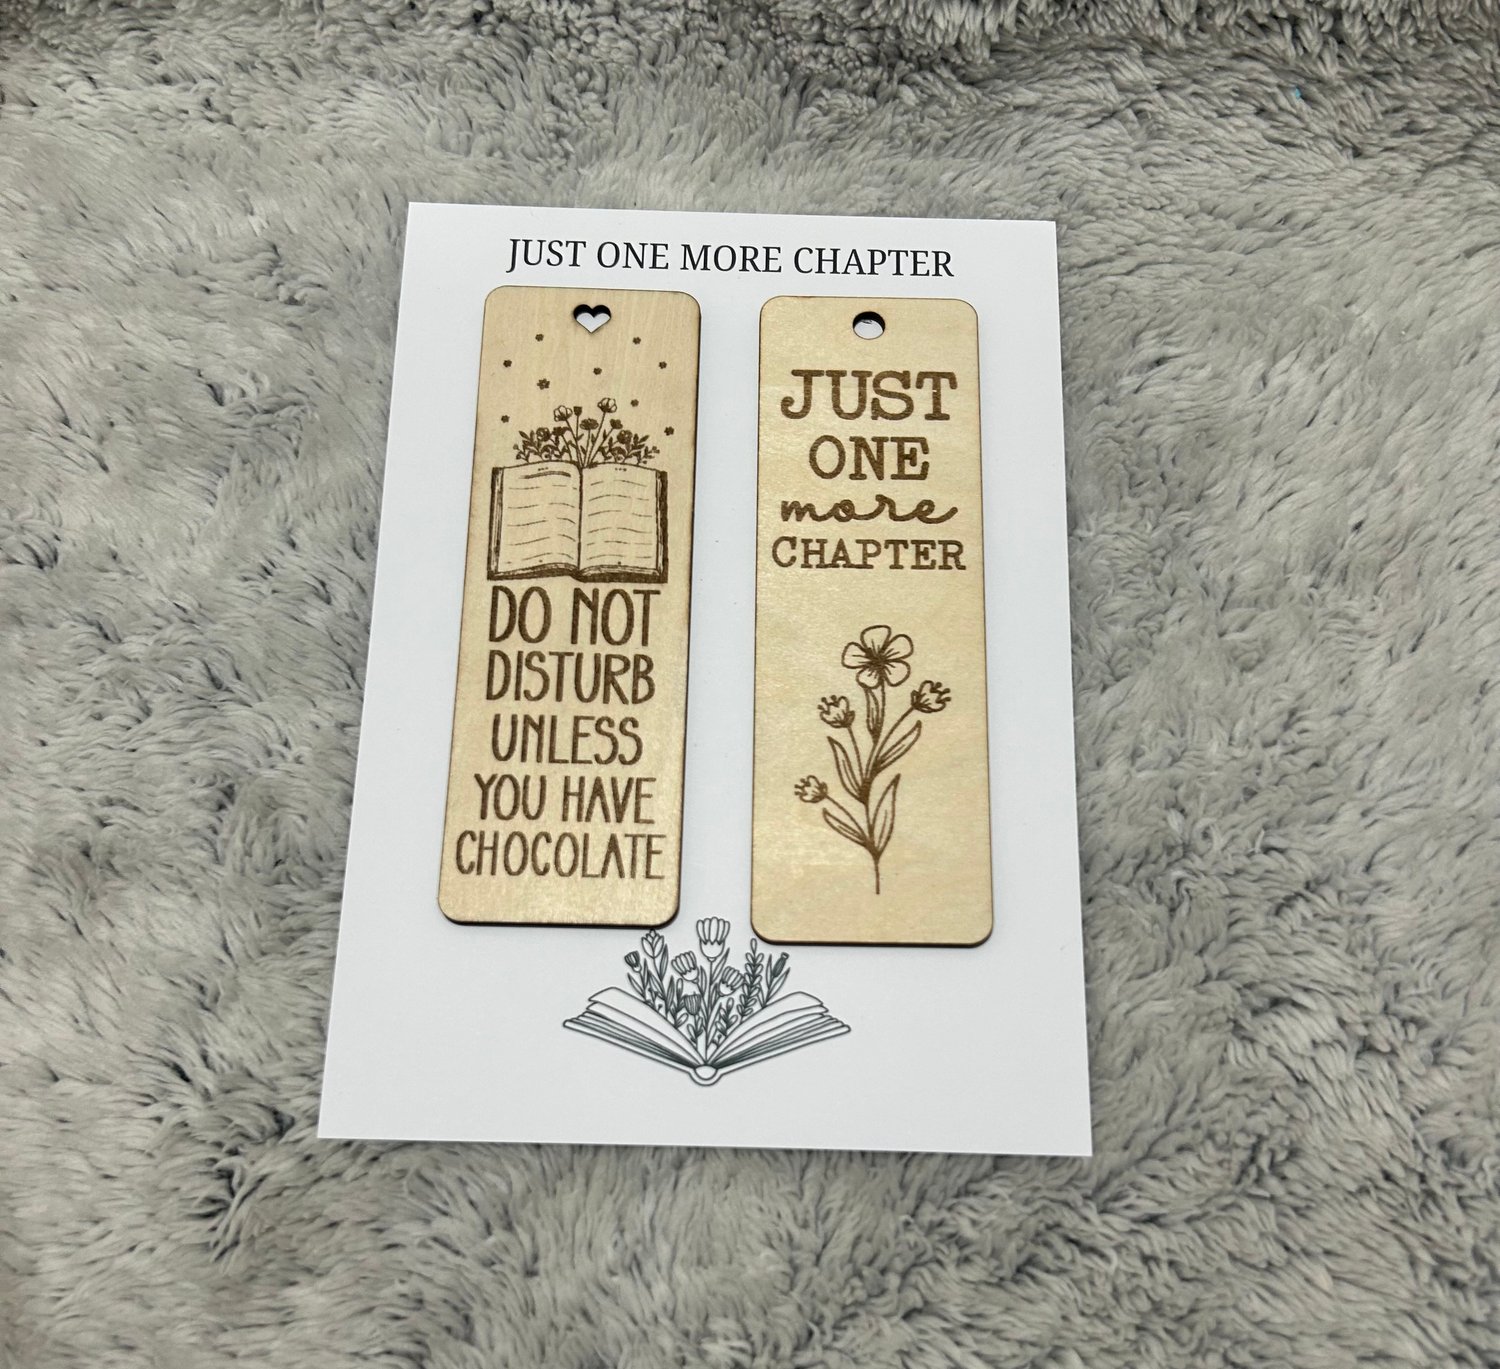 JUST ONE MORE CHAPTER
DO NOT
DISTURB
UNLESS
YOU HAVE
CHOCOLATE
JUST
ONE
more
CHAPTER